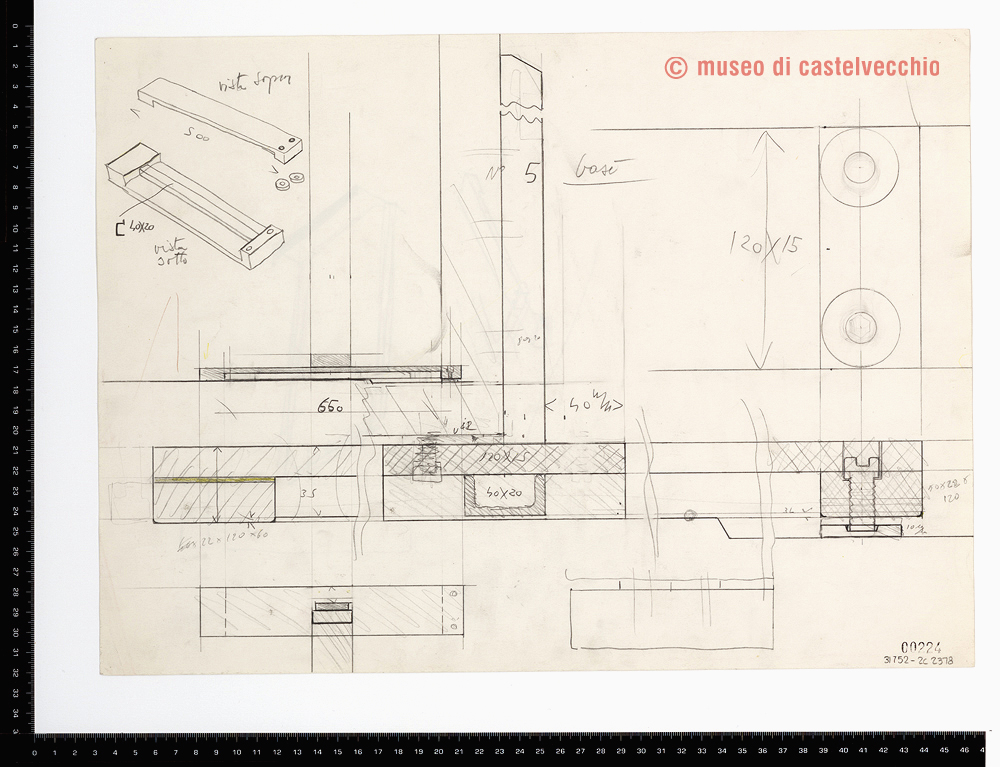 © museo di castelvecchio
vista sopra
500
40x20
vista
sotto
N° 5
base
120X15
660
40 m/m
120X15
40X20
35
22 x 120 x 60
120
00224
31752-2c 2378
0 1 2 3 4 5 6 7 8 9 10 11 12 13 14 15 16 17 18 19 20 21 22 23 24 25 26 27 28 29 30 31 32 33 34 35
0 1 2 3 4 5 6 7 8 9 10 11 12 13 14 15 16 17 18 19 20 21 22 23 24 25 26 27 28 29 30 31 32 33 34 35 36 37 38 39 40 41 42 43 44 45 46